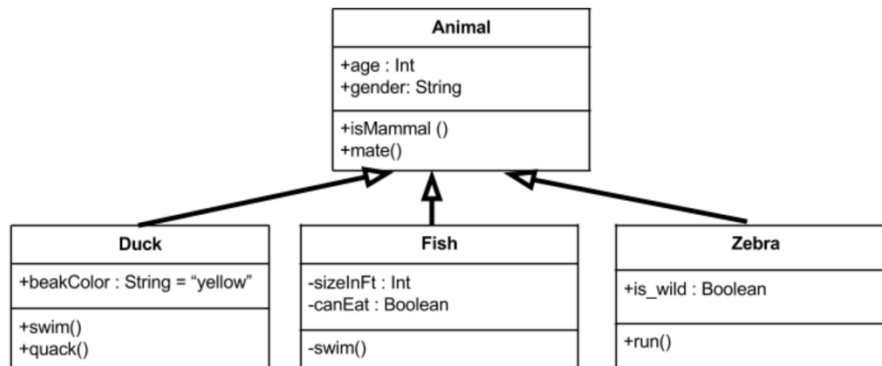 Animal
+age : Int
+gender: String
+isMammal ()
+mate()
Duck
+beakColor : String = “yellow”
+swim()
+quack()
Fish
-sizeInFt : Int
-canEat : Boolean
-swim()
Zebra
+is_wild : Boolean
+run()